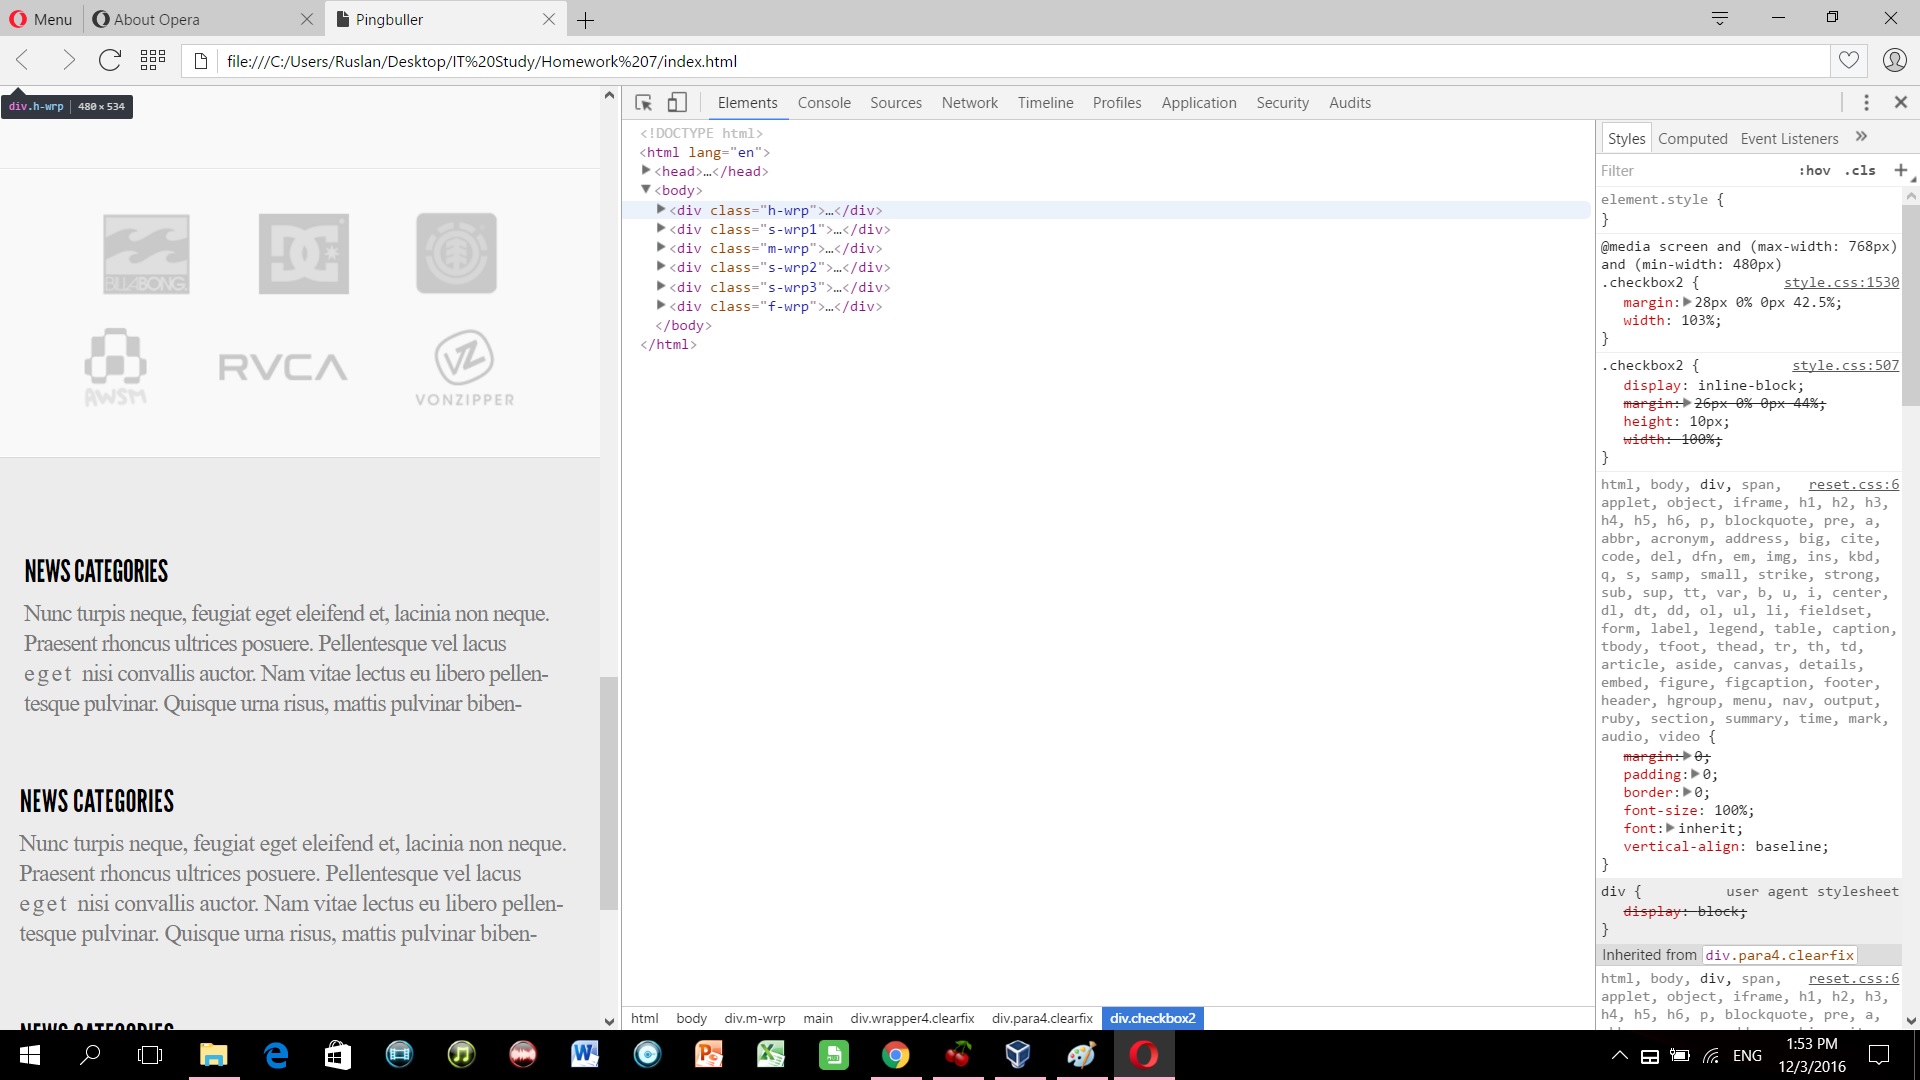 Menu
About Opera
Pingbuller
file:///C:/Users/Ruslan/Desktop/IT%20Study/Homework%207/index.html
div.h-wrp | 480 × 534
BILLABONG.
DC
AWSM
RVCA
VZ
VONZIPPER
NEWS CATEGORIES
Nunc turpis neque, feugiat eget eleifend et, lacinia non neque.
Praesent rhoncus ultrices posuere. Pellentesque vel lacus
eget nisi convallis auctor. Nam vitae lectus eu libero pellen-
tesque pulvinar. Quisque urna risus, mattis pulvinar biben-
NEWS CATEGORIES
Nunc turpis neque, feugiat eget eleifend et, lacinia non neque.
Praesent rhoncus ultrices posuere. Pellentesque vel lacus
eget nisi convallis auctor. Nam vitae lectus eu libero pellen-
tesque pulvinar. Quisque urna risus, mattis pulvinar biben-
NEWS CATEGORIES
Elements Console Sources Network Timeline Profiles Application Security Audits
<!DOCTYPE html>
<html lang="en">
<head>…</head>
<body>
<div class="h-wrp">…</div>
<div class="s-wrp1">…</div>
<div class="m-wrp">…</div>
<div class="s-wrp2">…</div>
<div class="s-wrp3">…</div>
<div class="f-wrp">…</div>
</body>
</html>
html body div.m-wrp main div.wrapper4.clearfix div.para4.clearfix div.checkbox2
Styles Computed Event Listeners »
Filter :hov .cls +
element.style {
}
@media screen and (max-width: 768px)
and (min-width: 480px)
.checkbox2 { style.css:1530
margin: 28px 0% 0px 42.5%;
width: 103%;
}
.checkbox2 { style.css:507
display: inline-block;
margin: 26px 0% 0px 44%;
height: 10px;
width: 100%;
}
html, body, div, span, reset.css:6
applet, object, iframe, h1, h2, h3,
h4, h5, h6, p, blockquote, pre, a,
abbr, acronym, address, big, cite,
code, del, dfn, em, img, ins, kbd,
q, s, samp, small, strike, strong,
sub, sup, tt, var, b, u, i, center,
dl, dt, dd, ol, ul, li, fieldset,
form, label, legend, table, caption,
tbody, tfoot, thead, tr, th, td,
article, aside, canvas, details,
embed, figure, figcaption, footer,
header, hgroup, menu, nav, output,
ruby, section, summary, time, mark,
audio, video {
margin: 0;
padding: 0;
border: 0;
font-size: 100%;
font: inherit;
vertical-align: baseline;
}
div { user agent stylesheet
display: block;
}
Inherited from div.para4.clearfix
html, body, div, span, reset.css:6
applet, object, iframe, h1, h2, h3,
h4, h5, h6, p, blockquote, pre, a,
ENG
1:53 PM
12/3/2016